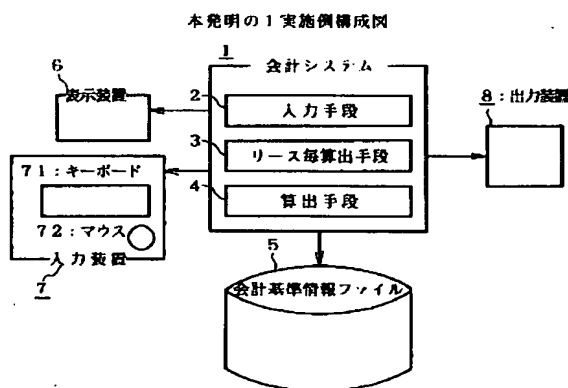 本発明の1実施例構成図
6
表示装置
1
会計システム
2
入力手段
3
リース毎算出手段
4
算出手段
8:出力装置
71:キーボード
72:マウス
入力装置
7
5
会計基準情報ファイル